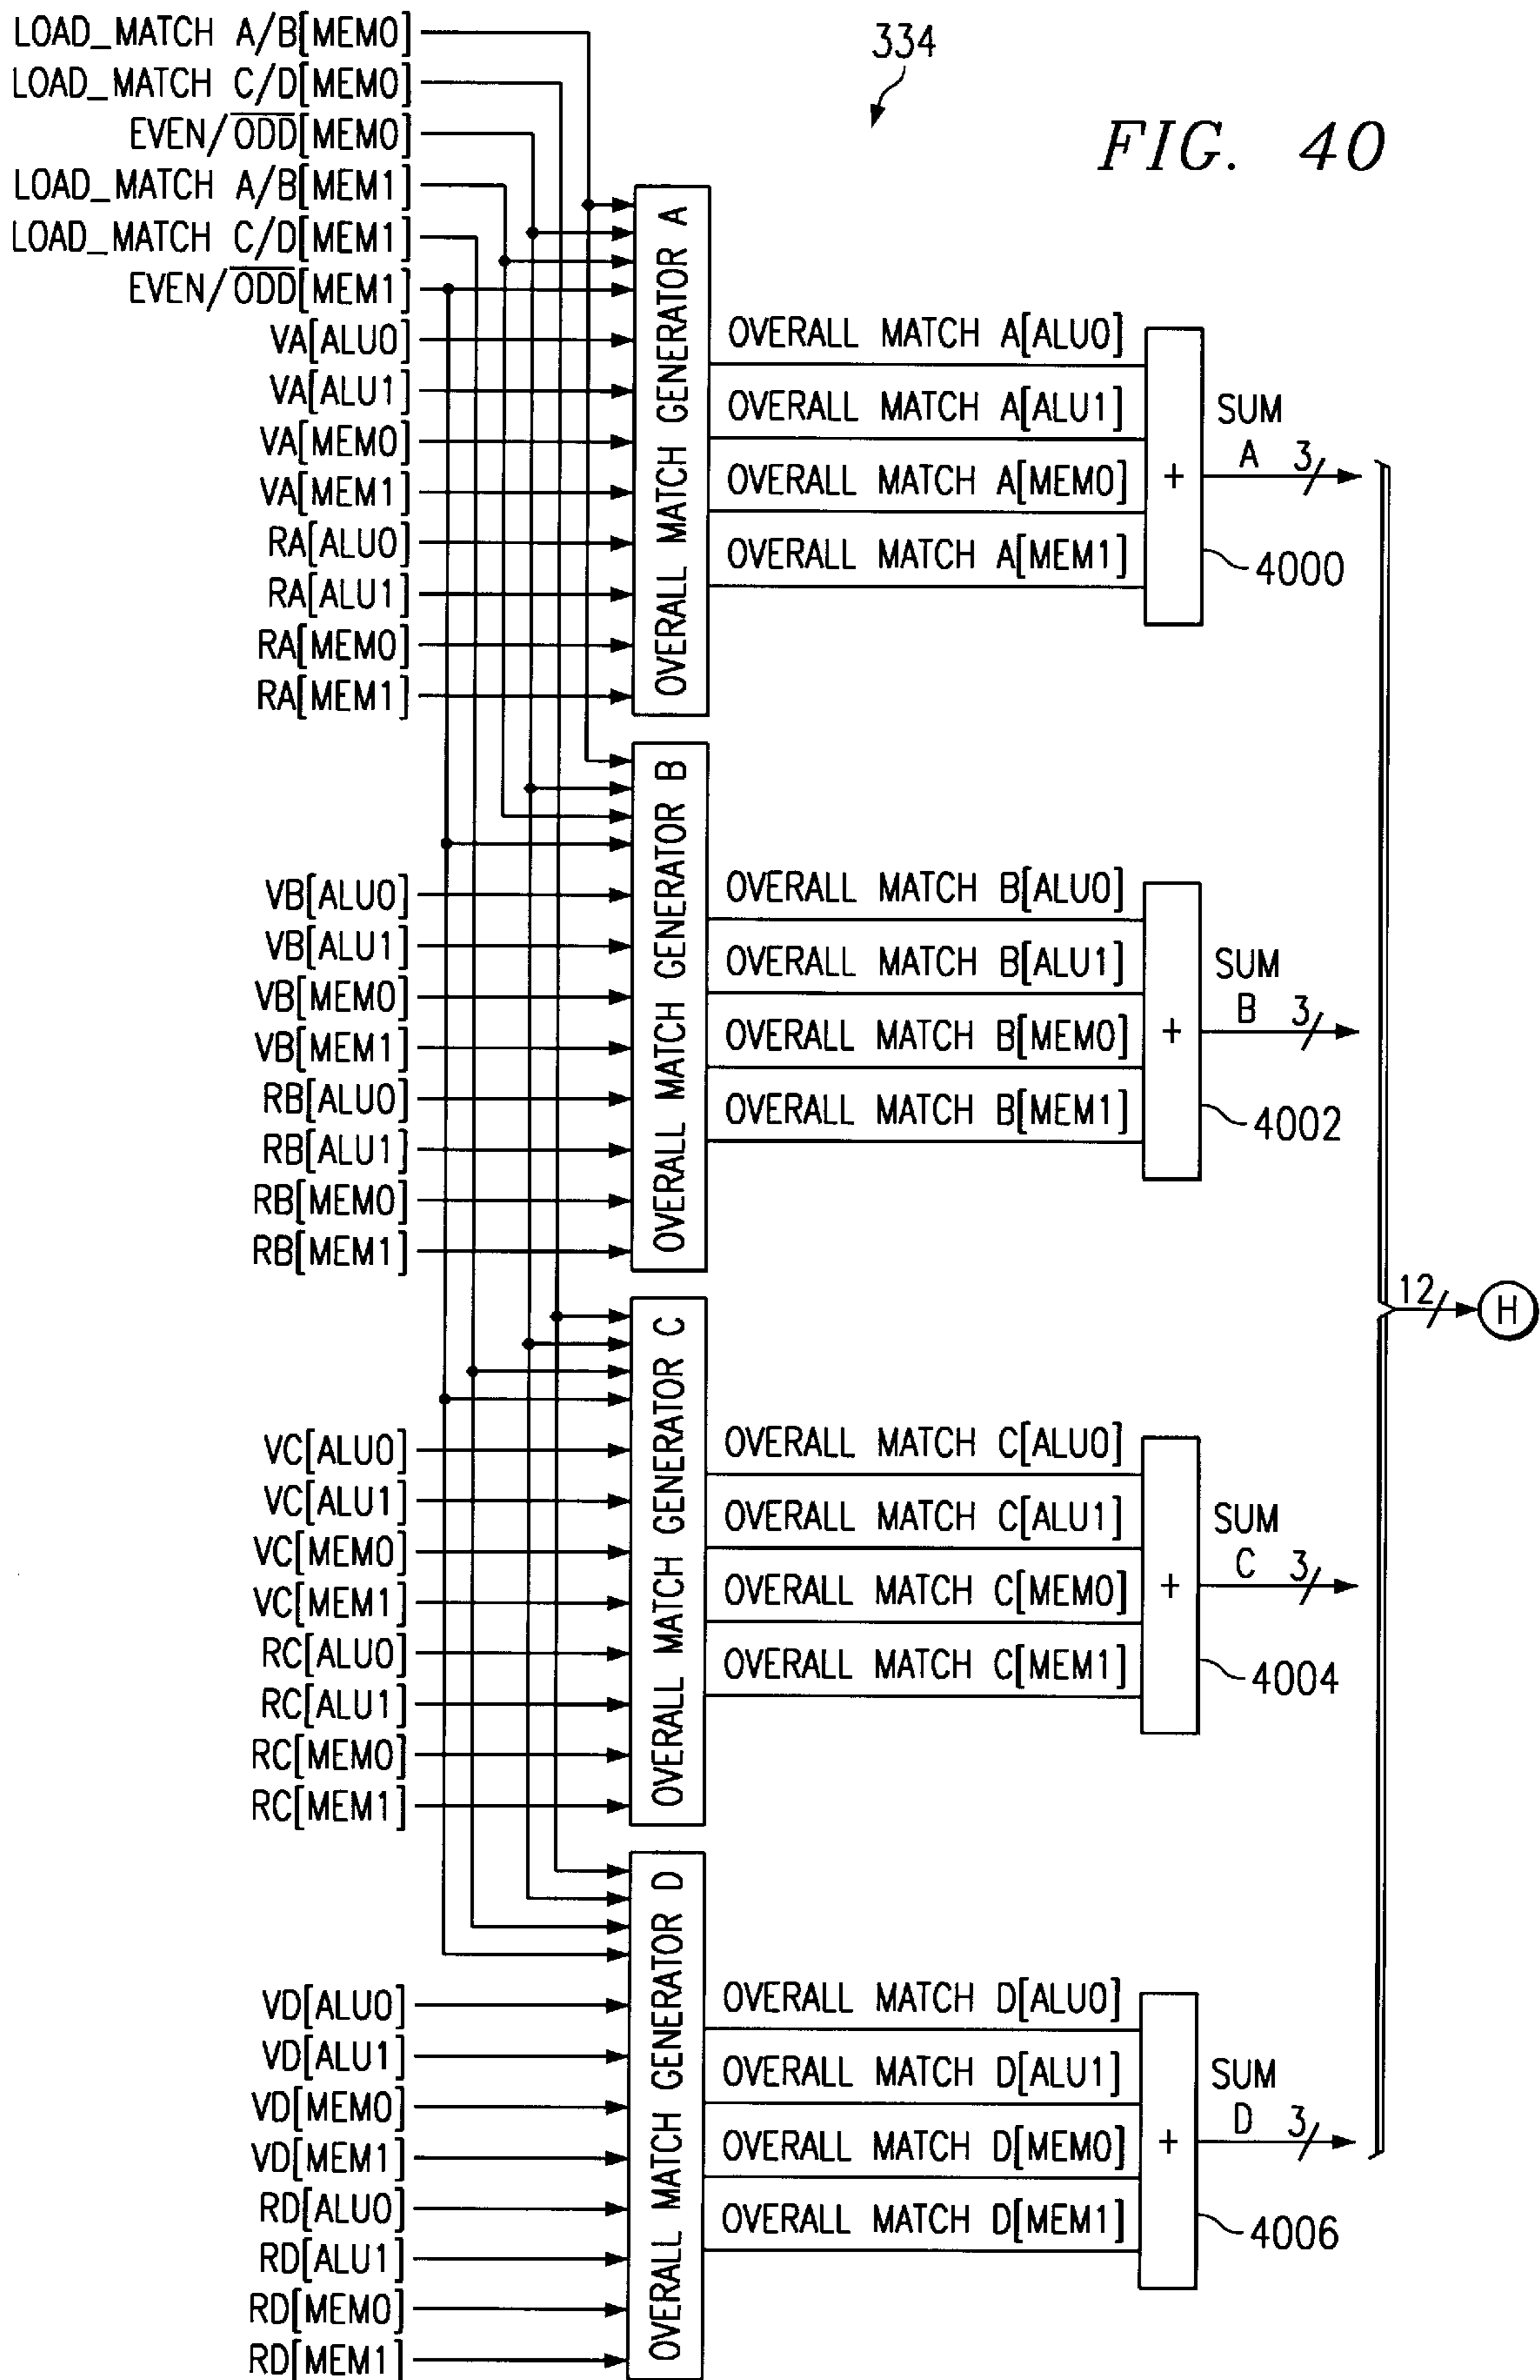 LOAD_MATCH A/B[MEM0]
LOAD_MATCH C/D[MEM0]
EVEN/ODD[MEM0]
LOAD_MATCH A/B[MEM1]
LOAD_MATCH C/D[MEM1]
EVEN/ODD[MEM1]
334
FIG. 40
VA[ALU0]
VA[ALU1]
VA[MEM0]
VA[MEM1]
RA[ALU0]
RA[ALU1]
RA[MEM0]
RA[MEM1]
OVERALL MATCH GENERATOR A
OVERALL MATCH A[ALU0]
OVERALL MATCH A[ALU1]
OVERALL MATCH A[MEM0]
OVERALL MATCH A[MEM1]
+
SUM
A 3
4000
VB[ALU0]
VB[ALU1]
VB[MEM0]
VB[MEM1]
RB[ALU0]
RB[ALU1]
RB[MEM0]
RB[MEM1]
OVERALL MATCH GENERATOR B
OVERALL MATCH B[ALU0]
OVERALL MATCH B[ALU1]
OVERALL MATCH B[MEM0]
OVERALL MATCH B[MEM1]
+
SUM
B 3
4002
12
H
VC[ALU0]
VC[ALU1]
VC[MEM0]
VC[MEM1]
RC[ALU0]
RC[ALU1]
RC[MEM0]
RC[MEM1]
OVERALL MATCH GENERATOR C
OVERALL MATCH C[ALU0]
OVERALL MATCH C[ALU1]
OVERALL MATCH C[MEM0]
OVERALL MATCH C[MEM1]
+
SUM
C 3
4004
VD[ALU0]
VD[ALU1]
VD[MEM0]
VD[MEM1]
RD[ALU0]
RD[ALU1]
RD[MEM0]
RD[MEM1]
OVERALL MATCH GENERATOR D
OVERALL MATCH D[ALU0]
OVERALL MATCH D[ALU1]
OVERALL MATCH D[MEM0]
OVERALL MATCH D[MEM1]
+
SUM
D 3
4006